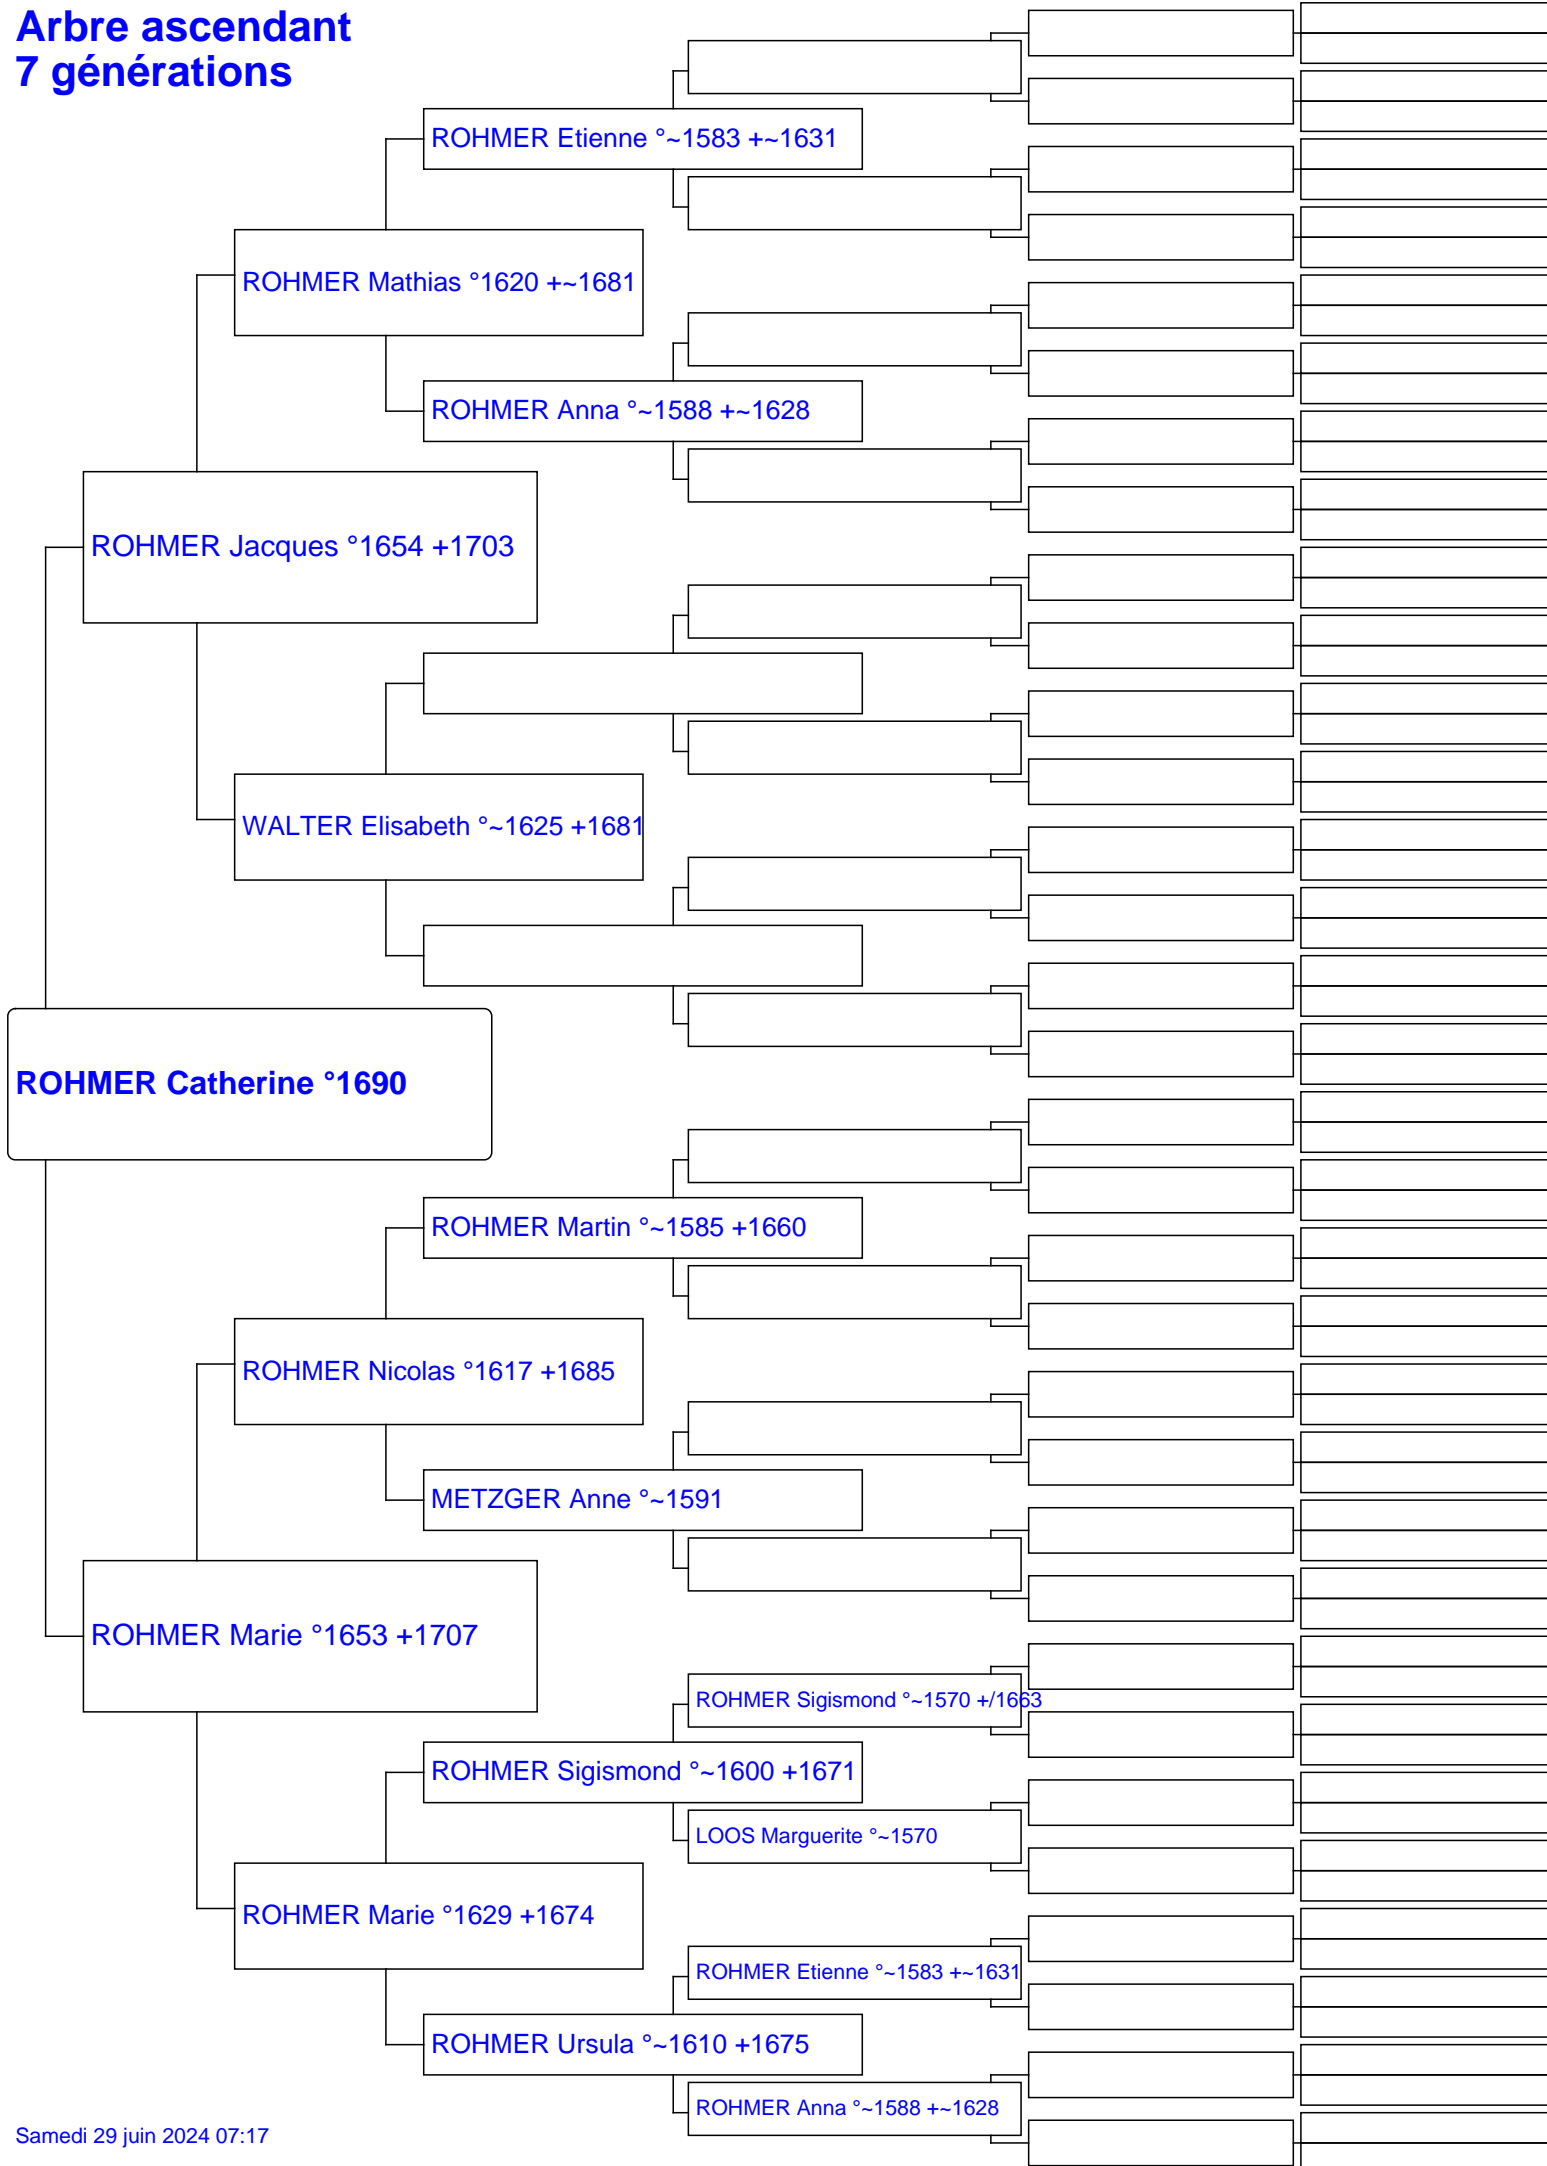 Arbre ascendant
7 générations
ROHMER Etienne °~1583 +~1631
ROHMER Mathias °1620 +~1681
ROHMER Anna °~1588 +~1628
ROHMER Jacques °1654 +1703
WALTER Elisabeth °~1625 +1681
ROHMER Catherine °1690
ROHMER Martin °~1585 +1660
ROHMER Nicolas °1617 +1685
METZGER Anne °~1591
ROHMER Marie °1653 +1707
ROHMER Sigismond °~1570 +/1663
ROHMER Sigismond °~1600 +1671
LOOS Marguerite °~1570
ROHMER Marie °1629 +1674
ROHMER Etienne °~1583 +~1631
ROHMER Ursula °~1610 +1675
ROHMER Anna °~1588 +~1628
Samedi 29 juin 2024 07:17